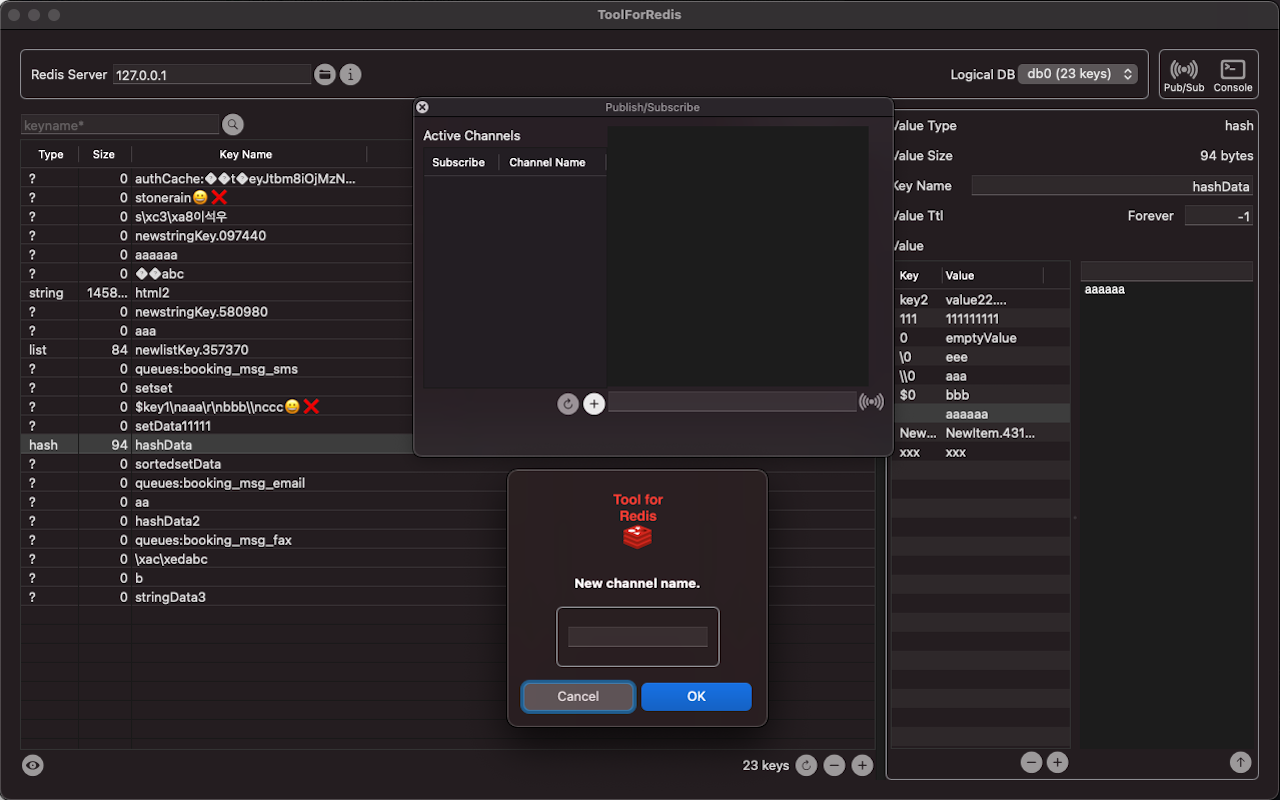 ToolForRedis
Redis Server 127.0.0.1
Logical DB db0 (23 keys)
Pub/Sub Console
keyname*
Type Size Key Name
? 0 authCache:��t�eyJtbm8iOjMzN...
? 0 stonerain😀❌
? 0 s\xc3\xa8이석우
? 0 newstringKey.097440
? 0 aaaaaa
? 0 ��abc
string 1458... html2
? 0 newstringKey.580980
? 0 aaa
list 84 newlistKey.357370
? 0 queues:booking_msg_sms
? 0 setset
? 0 $key1\naaa\r\nbbb\\nccc😀❌
? 0 setData11111
hash 94 hashData
? 0 sortedsetData
? 0 queues:booking_msg_email
? 0 aa
? 0 hashData2
? 0 queues:booking_msg_fax
? 0 \xac\xedabc
? 0 b
? 0 stringData3
23 keys
Publish/Subscribe
Active Channels
Subscribe Channel Name
Tool for
Redis
New channel name.
Cancel OK
Value Type hash
Value Size 94 bytes
Key Name hashData
Value Ttl Forever -1
Value
Key Value
key2 value22....
111 111111111
0 emptyValue
\0 eee
\\0 aaa
$0 bbb
aaaaaa
New... NewItem.431...
xxx xxx
aaaaaa